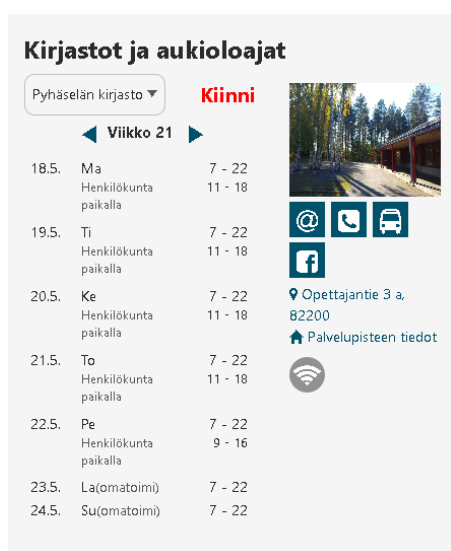 Kirjastot ja aukioloajat
Pyhäselän kirjasto ▼
Kiinni
Viikko 21
18.5. Ma 7 - 22
Henkilökunta 11 - 18
paikalla
19.5. Ti 7 - 22
Henkilökunta 11 - 18
paikalla
20.5. Ke 7 - 22
Henkilökunta 11 - 18
paikalla
21.5. To 7 - 22
Henkilökunta 11 - 18
paikalla
22.5. Pe 7 - 22
Henkilökunta 9 - 16
paikalla
23.5. La(omatoimi) 7 - 22
24.5. Su(omatoimi) 7 - 22
Opettajantie 3 a,
82200
Palvelupisteen tiedot